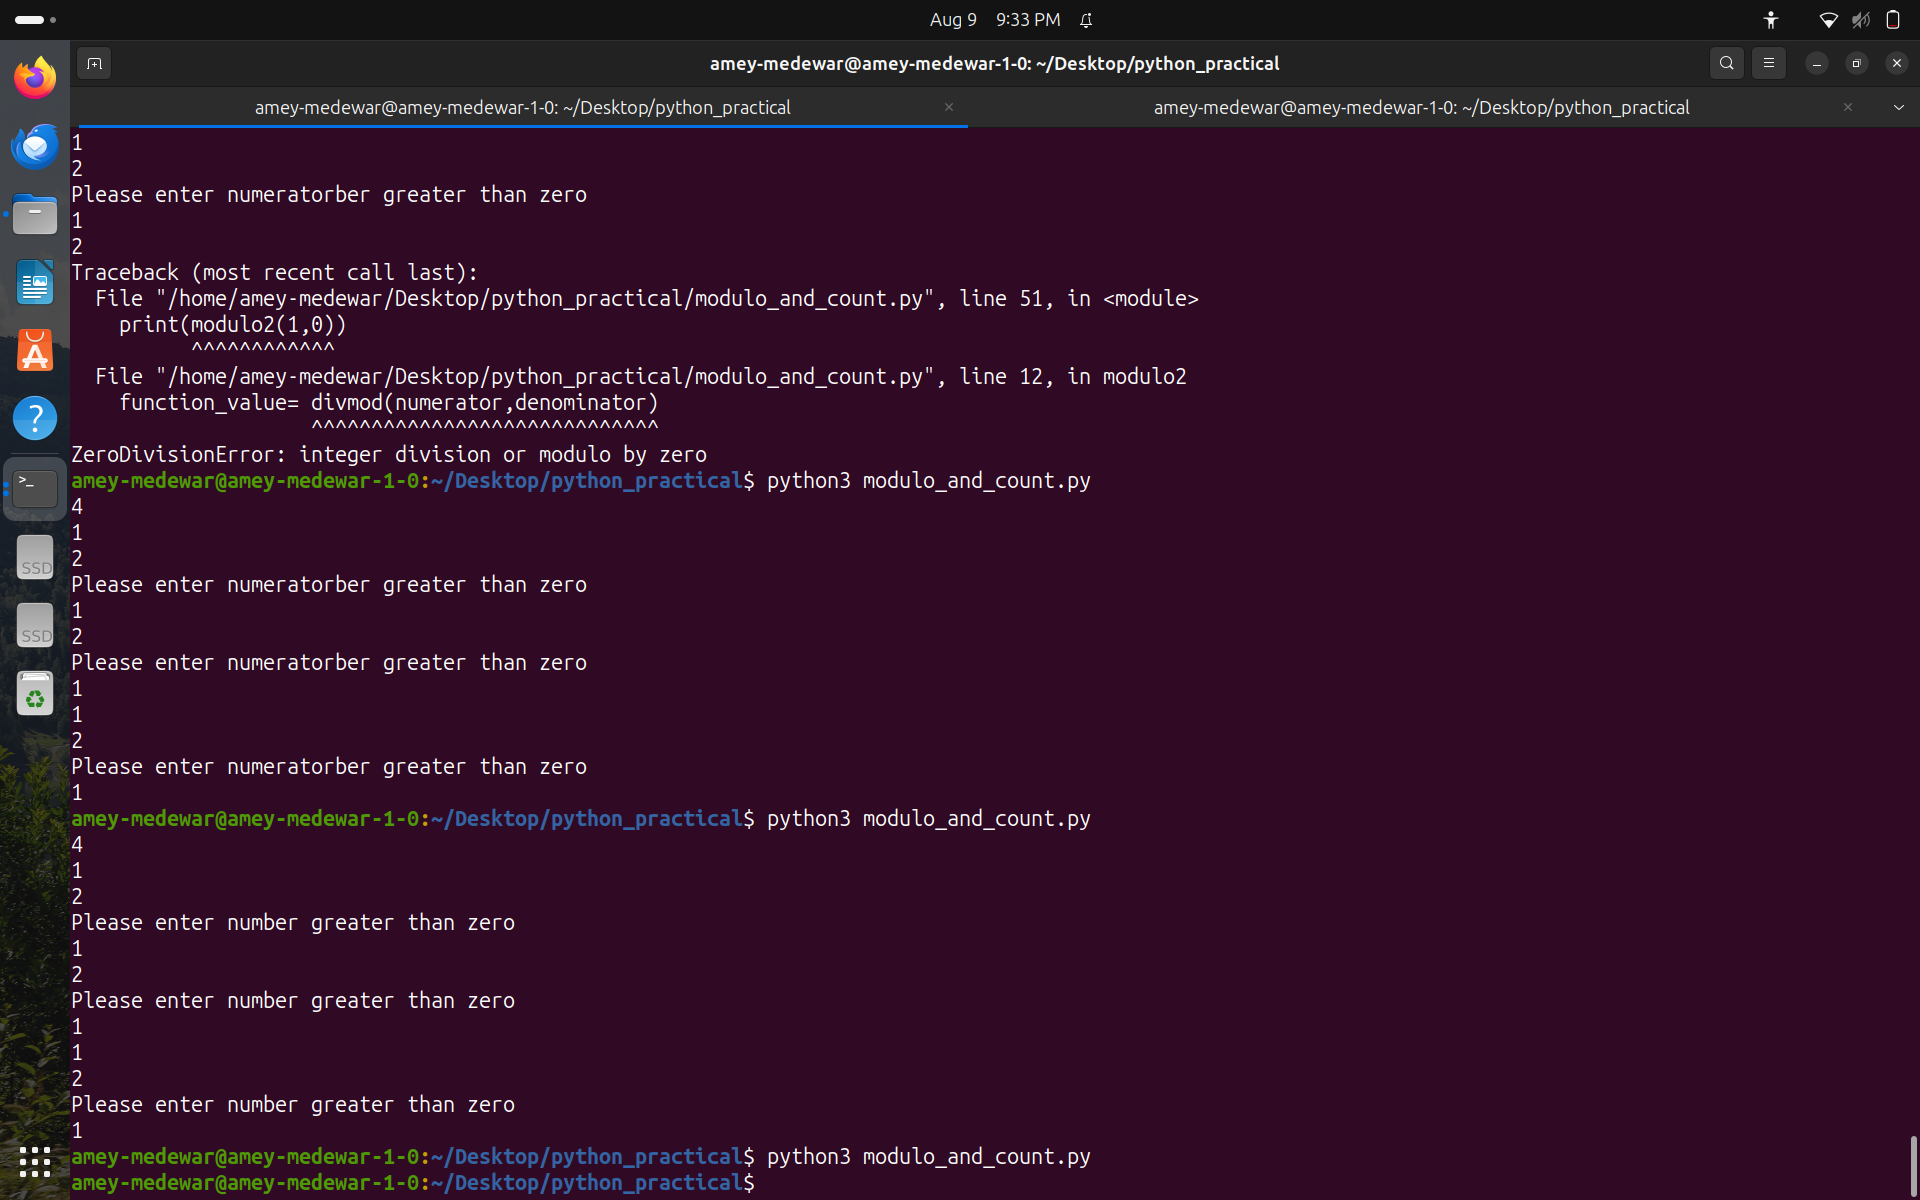 Aug 9 9:33 PM
amey-medewar@amey-medewar-1-0: ~/Desktop/python_practical
amey-medewar@amey-medewar-1-0: ~/Desktop/python_practical
amey-medewar@amey-medewar-1-0: ~/Desktop/python_practical
1
2
Please enter numeratorber greater than zero
1
2
Traceback (most recent call last):
  File "/home/amey-medewar/Desktop/python_practical/modulo_and_count.py", line 51, in <module>
    print(modulo2(1,0))
          ^^^^^^^^^^^^
  File "/home/amey-medewar/Desktop/python_practical/modulo_and_count.py", line 12, in modulo2
    function_value= divmod(numerator,denominator)
                    ^^^^^^^^^^^^^^^^^^^^^^^^^^^^^
ZeroDivisionError: integer division or modulo by zero
amey-medewar@amey-medewar-1-0:~/Desktop/python_practical$ python3 modulo_and_count.py
4
1
2
Please enter numeratorber greater than zero
1
2
Please enter numeratorber greater than zero
1
1
2
Please enter numeratorber greater than zero
1
amey-medewar@amey-medewar-1-0:~/Desktop/python_practical$ python3 modulo_and_count.py
4
1
2
Please enter number greater than zero
1
2
Please enter number greater than zero
1
1
2
Please enter number greater than zero
1
amey-medewar@amey-medewar-1-0:~/Desktop/python_practical$ python3 modulo_and_count.py
amey-medewar@amey-medewar-1-0:~/Desktop/python_practical$
SSD
SSD